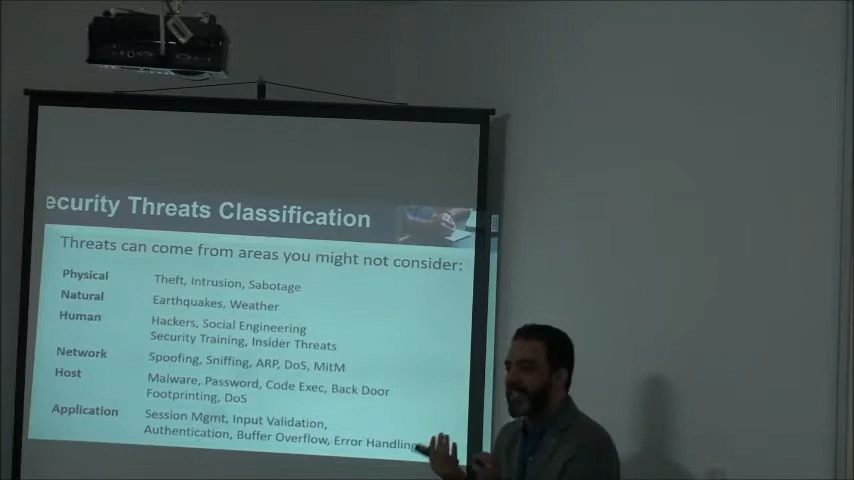 ecurity Threats Classification
Threats can come from areas you might not consider:
Physical Theft, Intrusion, Sabotage
Natural Earthquakes, Weather
Human Hackers, Social Engineering
Security Training, Insider Threats
Network Spoofing, Sniffing, ARP, DoS, MitM
Host Malware, Password, Code Exec, Back Door
Footprinting, DoS
Application Session Mgmt, Input Validation,
Authentication, Buffer Overflow, Error Handling